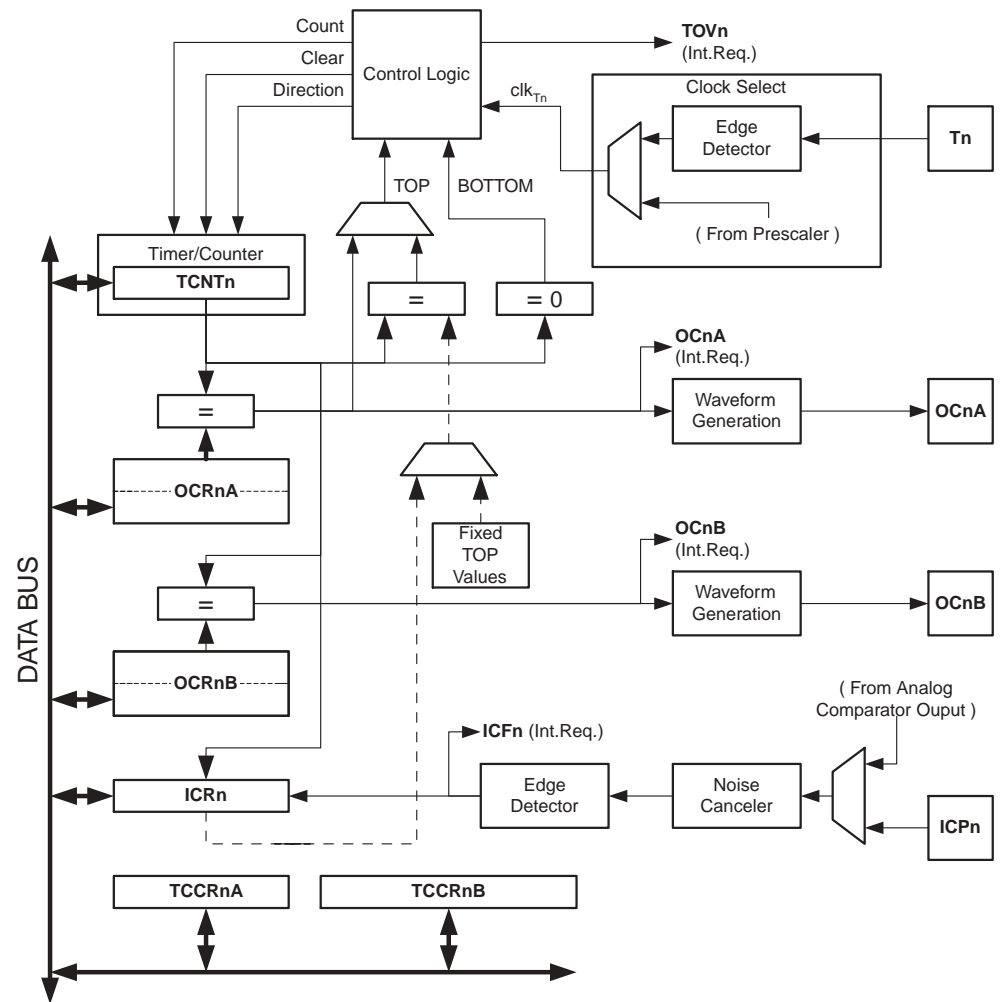 Count
Clear
Direction
Control Logic
TOVn
(Int.Req.)
clkTn
Clock Select
Edge
Detector
Tn
( From Prescaler )
TOP
BOTTOM
Timer/Counter
TCNTn
=
= 0
OCnA
(Int.Req.)
=
Waveform
Generation
OCnA
OCRnA
Fixed
TOP
Values
OCnB
(Int.Req.)
=
Waveform
Generation
OCnB
OCRnB
DATA BUS
( From Analog
Comparator Ouput )
ICFn (Int.Req.)
ICRn
Edge
Detector
Noise
Canceler
ICPn
TCCRnA
TCCRnB